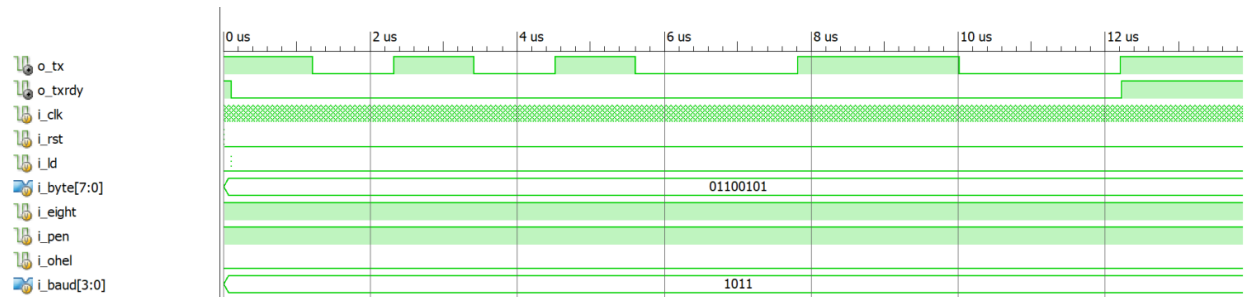 0 us 2 us 4 us 6 us 8 us 10 us 12 us
o_tx
o_txrdy
i_clk
i_rst
i_ld
i_byte[7:0] 01100101
i_eight
i_pen
i_ohel
i_baud[3:0] 1011